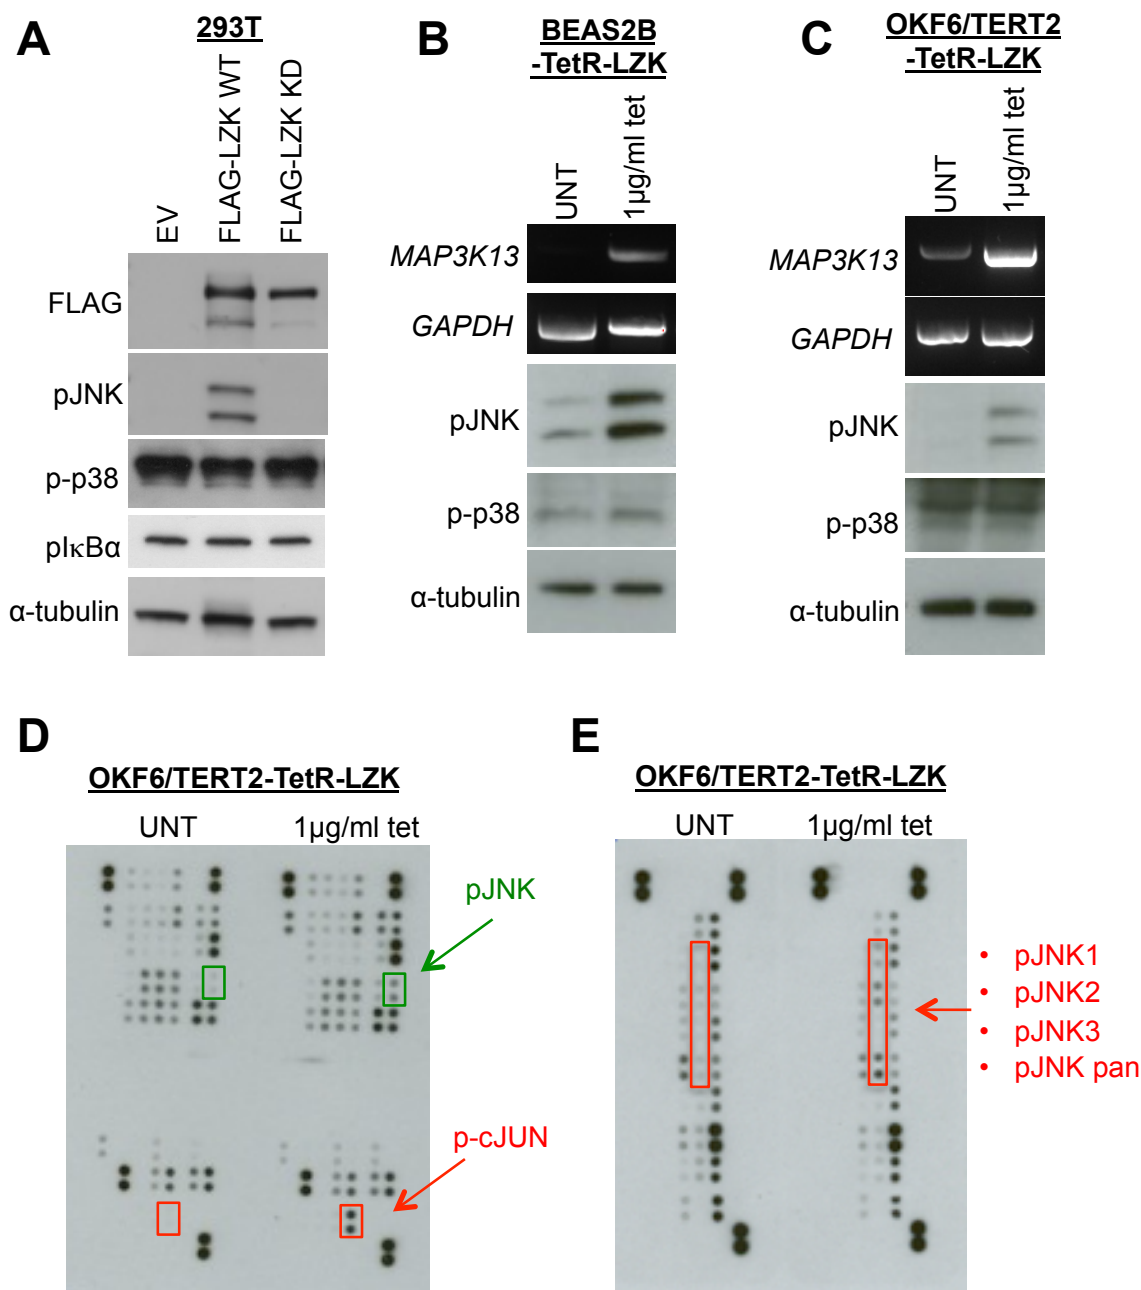 A
293T
EV
FLAG-LZK WT
FLAG-LZK KD
FLAG
pJNK
p-p38
pIκBα
α-tubulin
B
BEAS2B
-TetR-LZK
UNT
1µg/ml tet
MAP3K13
GAPDH
pJNK
p-p38
α-tubulin
C
OKF6/TERT2
-TetR-LZK
UNT
1µg/ml tet
MAP3K13
GAPDH
pJNK
p-p38
α-tubulin
D
OKF6/TERT2-TetR-LZK
UNT
1µg/ml tet
pJNK
p-cJUN
E
OKF6/TERT2-TetR-LZK
UNT
1µg/ml tet
• pJNK1
• pJNK2
• pJNK3
• pJNK pan